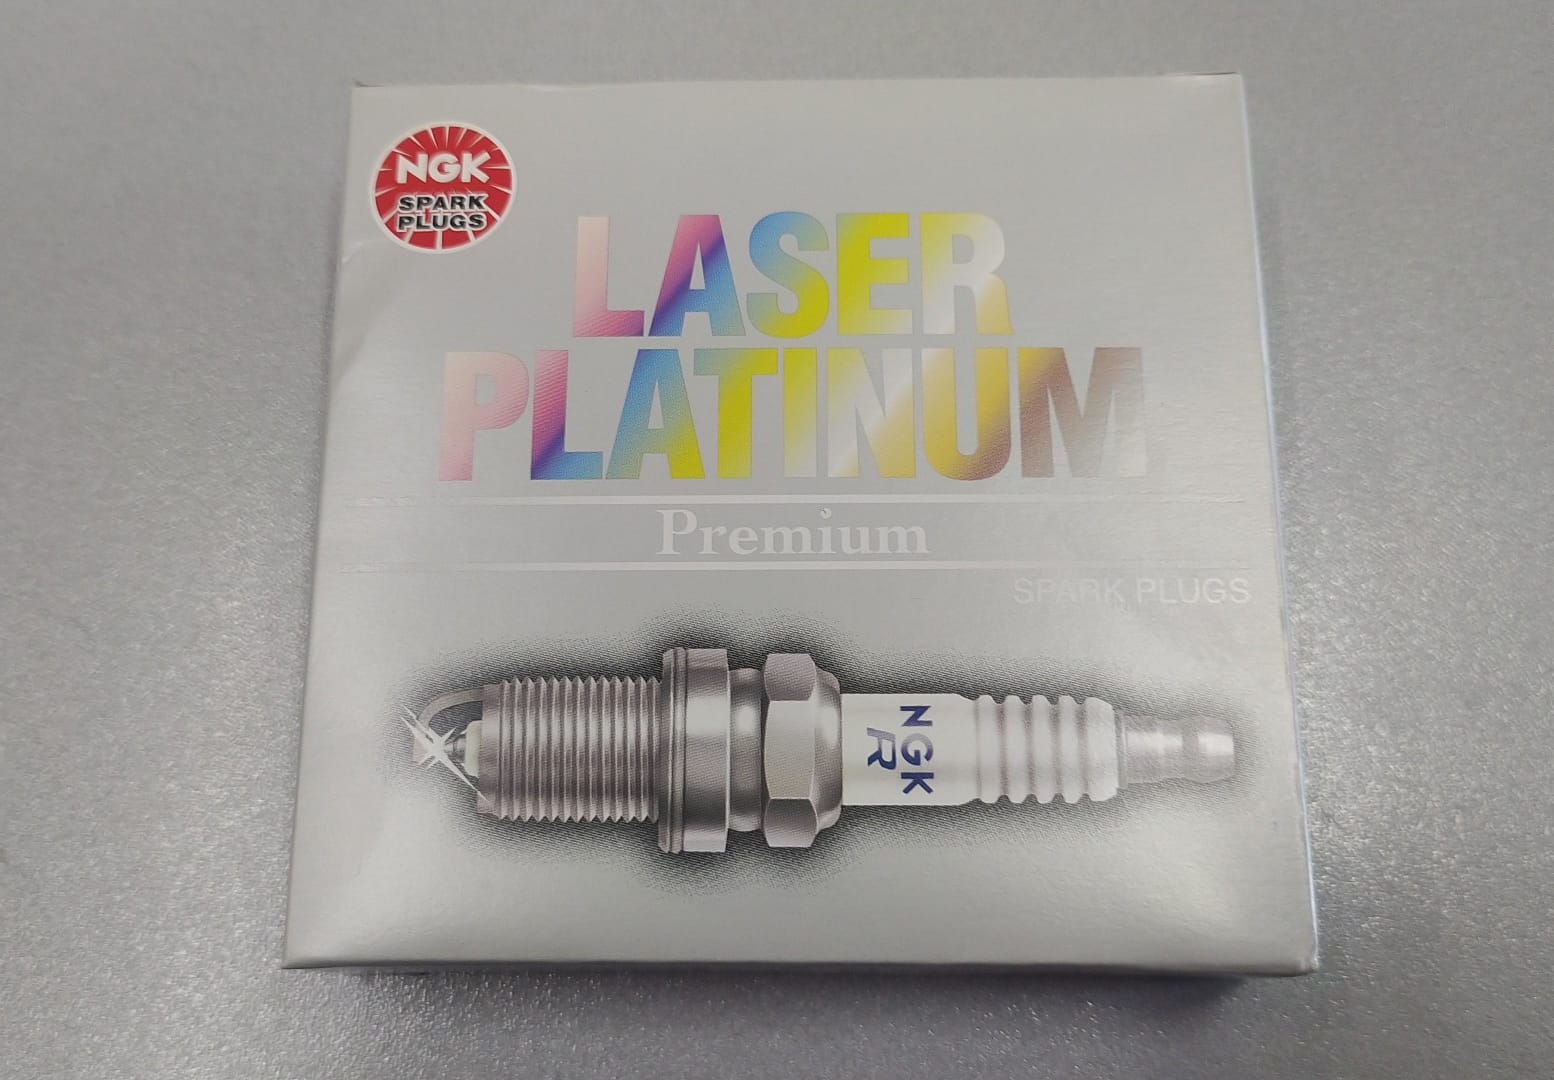 NGK
SPARK
PLUGS
LASER
PLATINUM
Premium
SPARK PLUGS
NGK
R